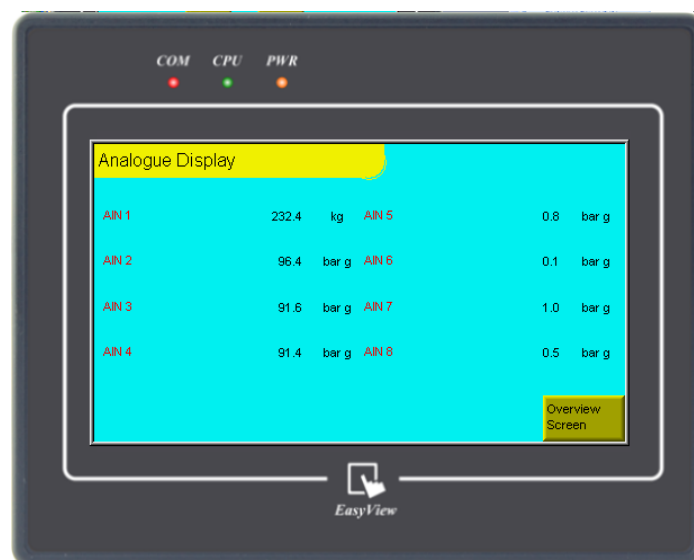 COM CPU PWR
Analogue Display
AIN 1 232.4 kg AIN 5 0.8 bar g
AIN 2 96.4 bar g AIN 6 0.1 bar g
AIN 3 91.6 bar g AIN 7 1.0 bar g
AIN 4 91.4 bar g AIN 8 0.5 bar g
Overview
Screen
EasyView